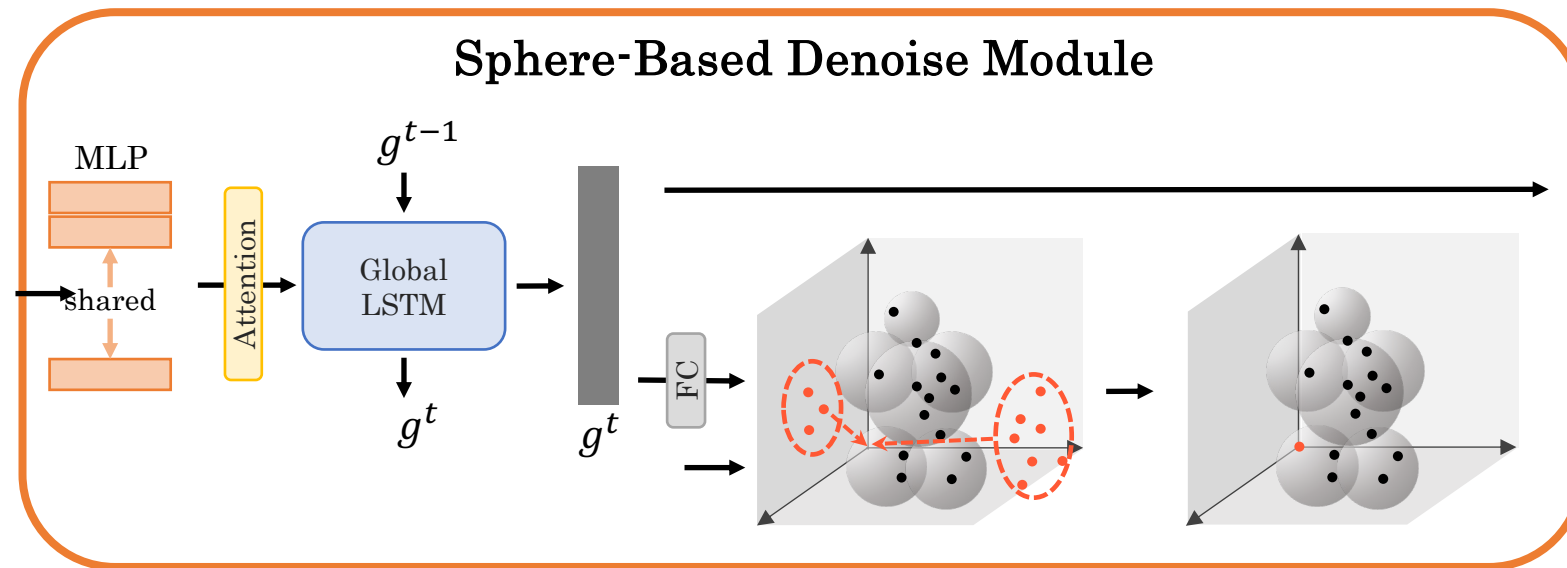 Sphere-Based Denoise Module
MLP
shared
Attention
g^{t-1}
Global
LSTM
g^t
g^t
FC